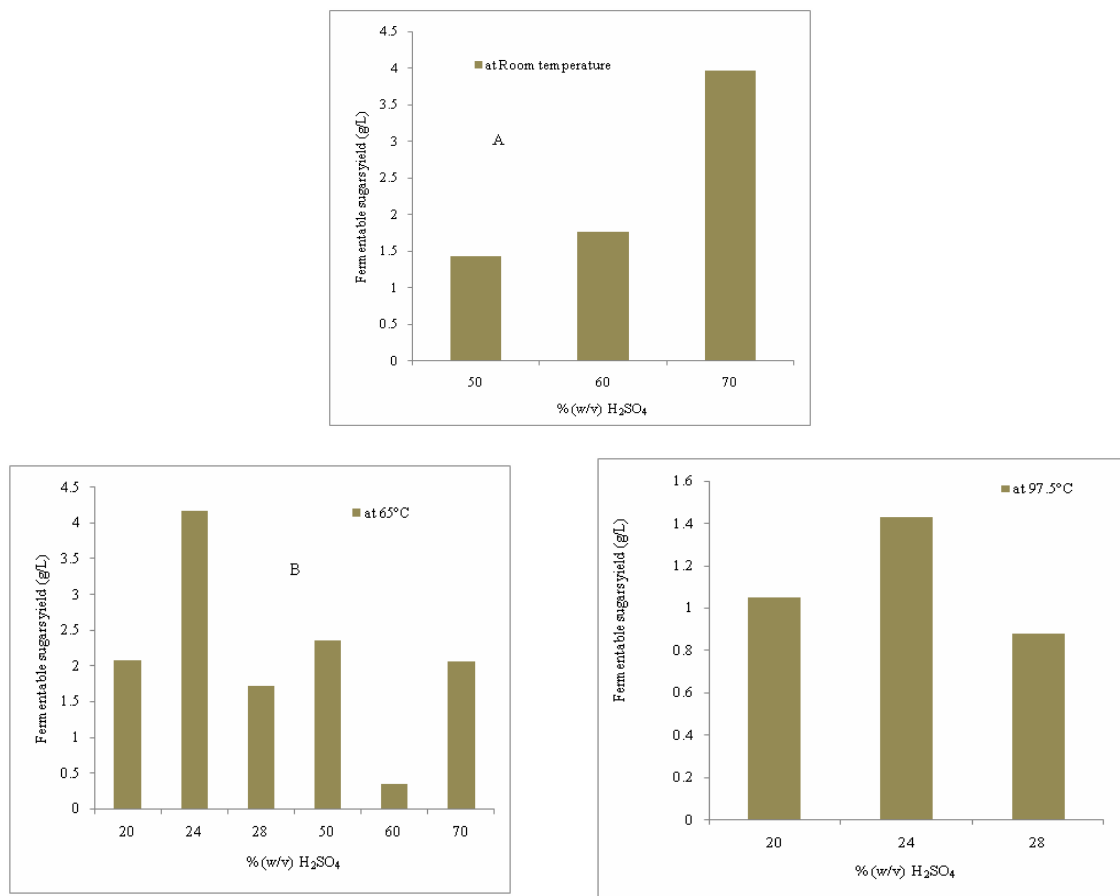 4.5
4
3.5
3
2.5
2
1.5
1
0.5
0
Fermentable sugars yield (g/L)
at Room temperature
A
50 60 70
% (w/v) H₂SO₄
4.5
4
3.5
3
2.5
2
1.5
1
0.5
0
Fermentable sugars yield (g/L)
at 65°C
B
20 24 28 50 60 70
% (w/v) H₂SO₄
1.6
1.4
1.2
1
0.8
0.6
0.4
0.2
0
Fermentable sugars yield (g/L)
at 97.5°C
20 24 28
% (w/v) H₂SO₄